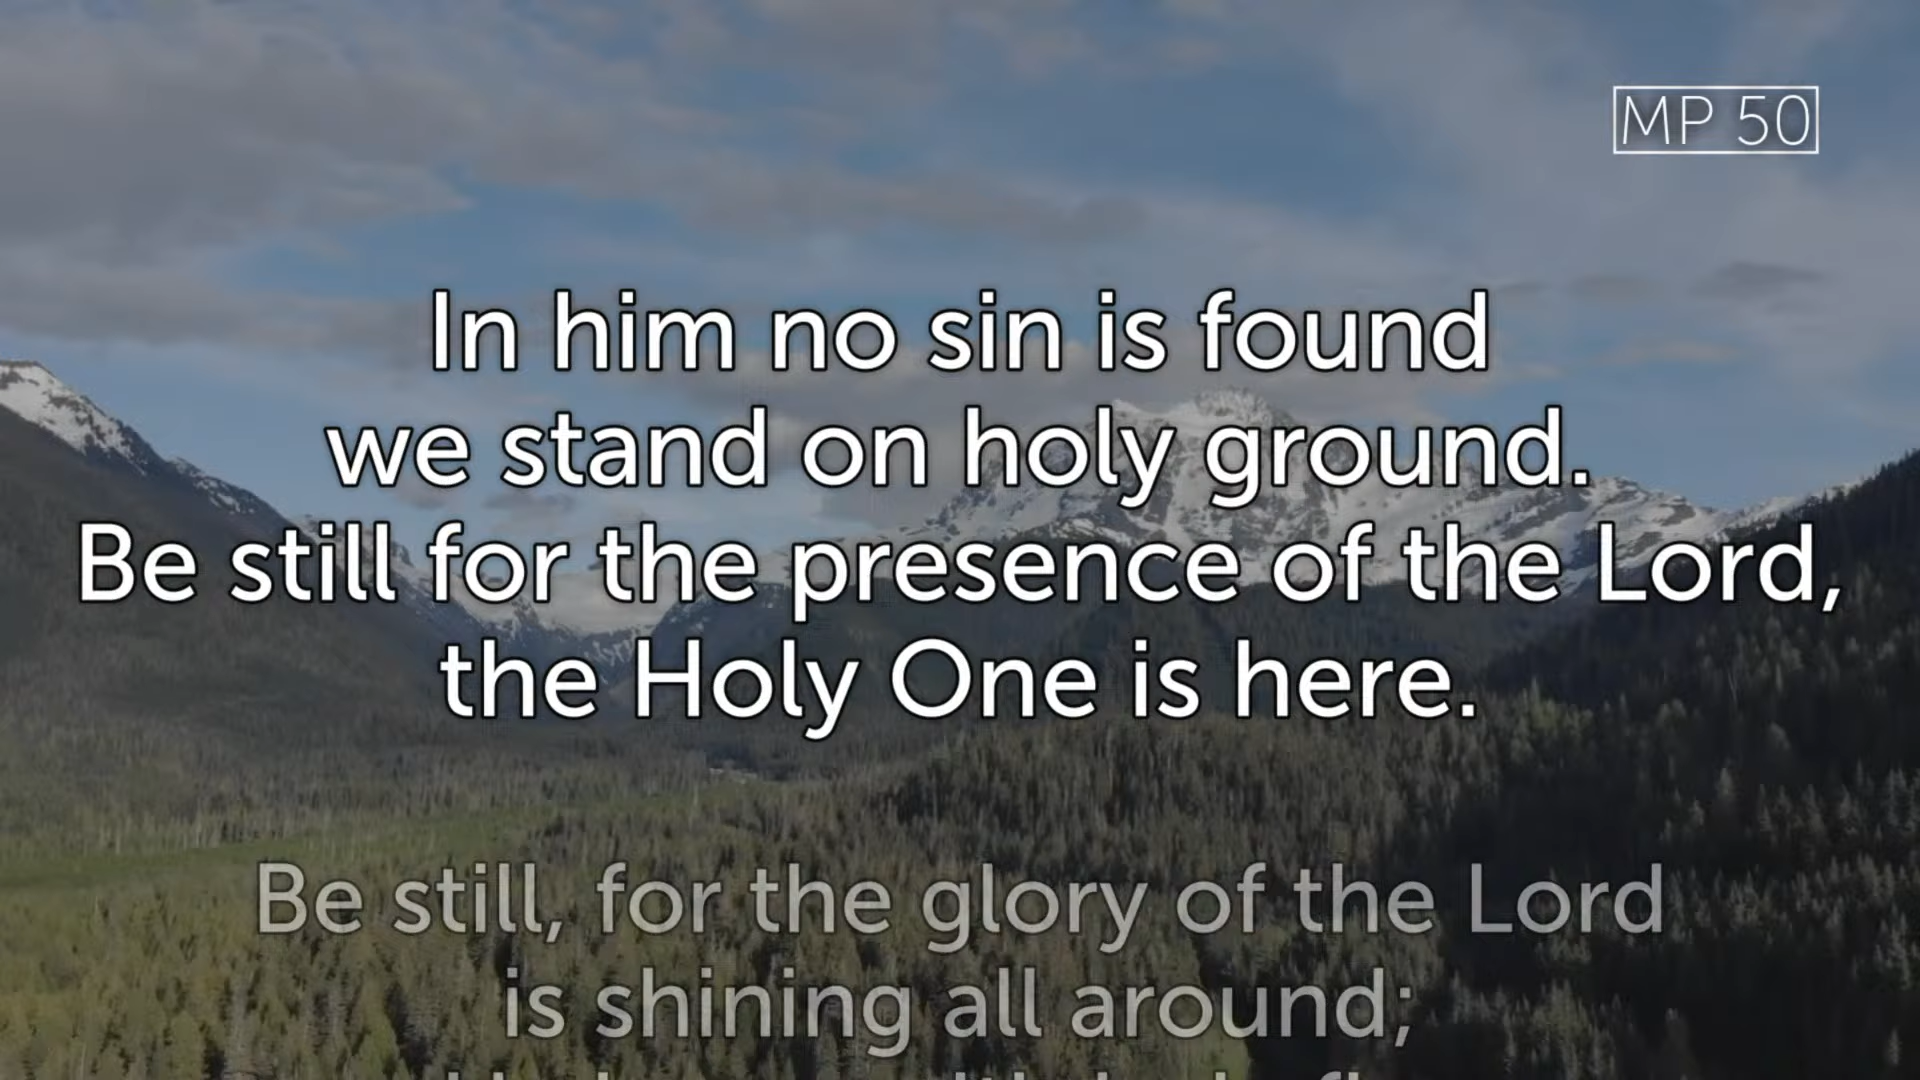 MP 50
In him no sin is found
we stand on holy ground.
Be still for the presence of the Lord,
the Holy One is here.
Be still, for the glory of the Lord
is shining all around;